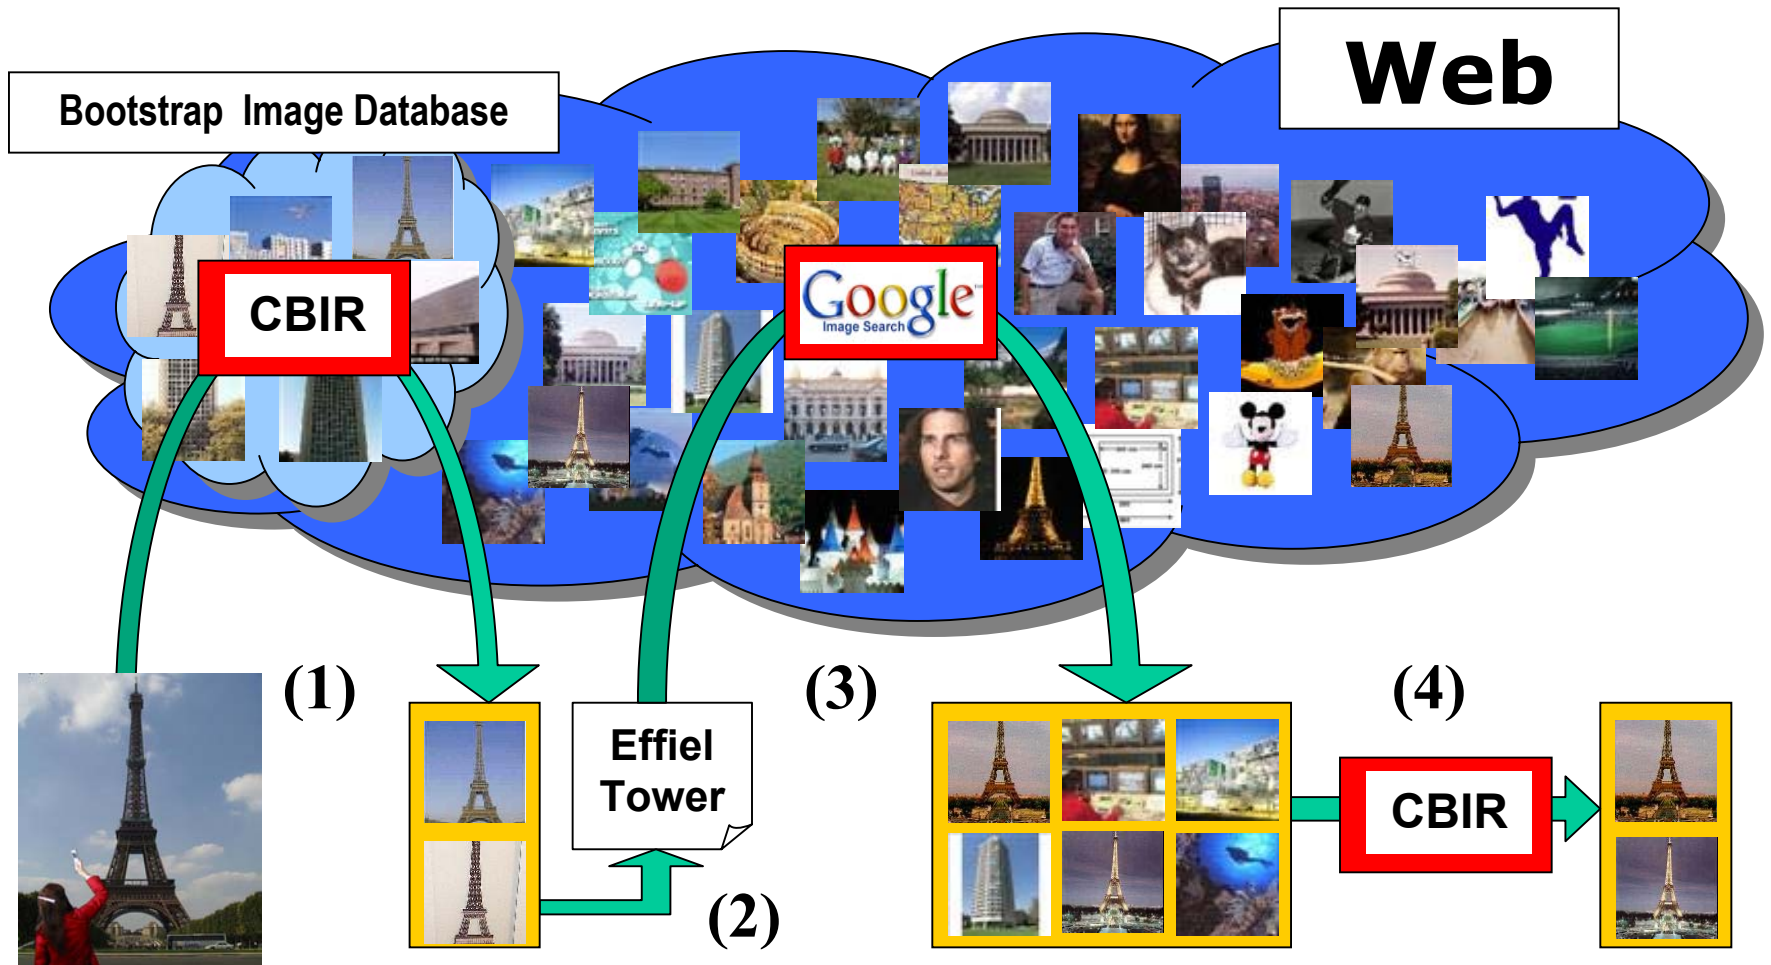 Web
Bootstrap Image Database
CBIR
Google
Image Search
(1)
(3)
(4)
Effiel
Tower
CBIR
(2)